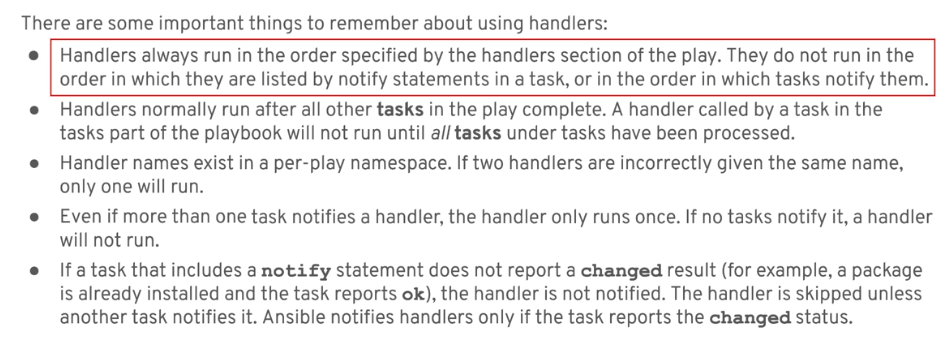 There are some important things to remember about using handlers:
● Handlers always run in the order specified by the handlers section of the play. They do not run in the
order in which they are listed by notify statements in a task, or in the order in which tasks notify them.
● Handlers normally run after all other tasks in the play complete. A handler called by a task in the
tasks part of the playbook will not run until all tasks under tasks have been processed.
● Handler names exist in a per-play namespace. If two handlers are incorrectly given the same name,
only one will run.
● Even if more than one task notifies a handler, the handler only runs once. If no tasks notify it, a handler
will not run.
● If a task that includes a notify statement does not report a changed result (for example, a package
is already installed and the task reports ok), the handler is not notified. The handler is skipped unless
another task notifies it. Ansible notifies handlers only if the task reports the changed status.